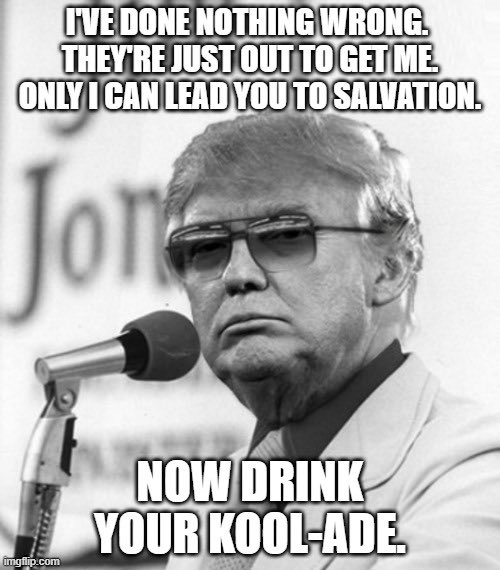 I'VE DONE NOTHING WRONG.
THEY'RE JUST OUT TO GET ME.
ONLY I CAN LEAD YOU TO SALVATION.
Jon
NOW DRINK
YOUR KOOL-ADE.
imgflip.com